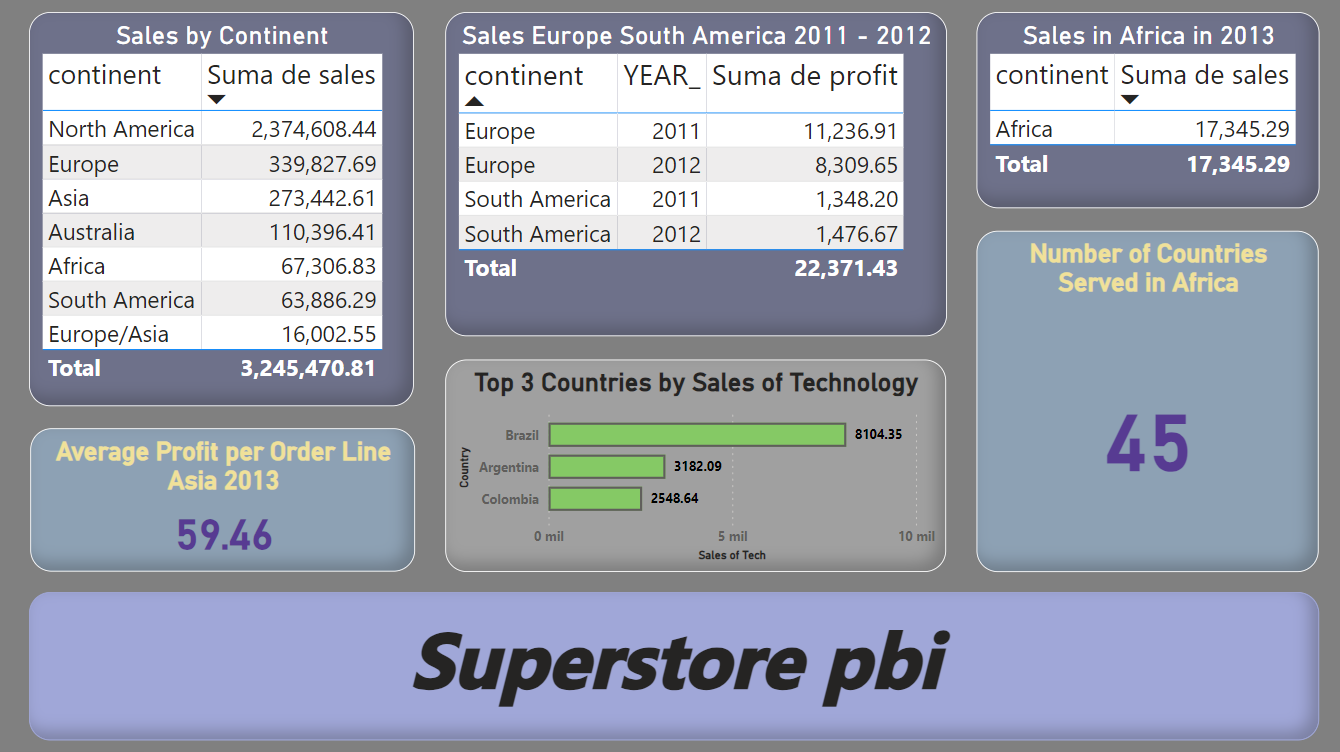 Sales by Continent
continent Suma de sales
North America 2,374,608.44
Europe 339,827.69
Asia 273,442.61
Australia 110,396.41
Africa 67,306.83
South America 63,886.29
Europe/Asia 16,002.55
Total 3,245,470.81
Sales Europe South America 2011 - 2012
continent YEAR_ Suma de profit
Europe 2011 11,236.91
Europe 2012 8,309.65
South America 2011 1,348.20
South America 2012 1,476.67
Total 22,371.43
Sales in Africa in 2013
continent Suma de sales
Africa 17,345.29
Total 17,345.29
Average Profit per Order Line
Asia 2013
59.46
Top 3 Countries by Sales of Technology
Country
Brazil 8104.35
Argentina 3182.09
Colombia 2548.64
0 mil 5 mil 10 mil
Sales of Tech
Number of Countries
Served in Africa
45
Superstore pbi